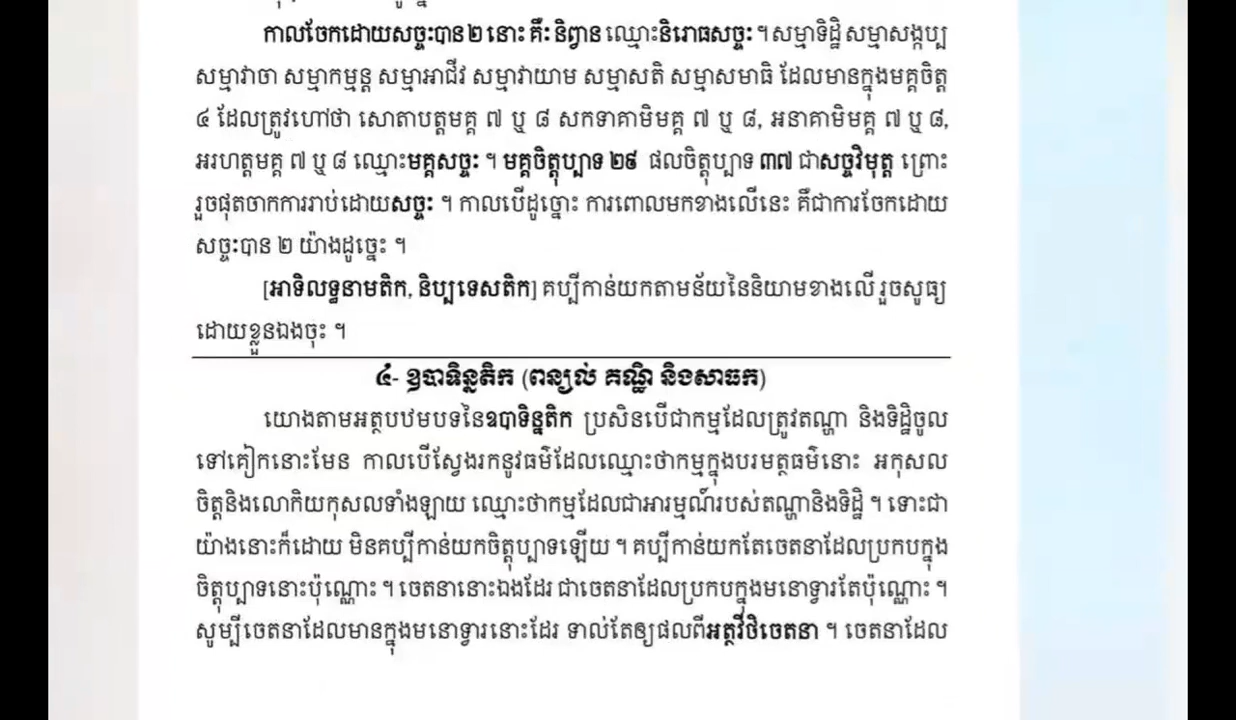 កាលចែកដោយសច្ចៈបាន ២ នោះ គឺៈ និព្វាន ឈ្មោះនិរោធសច្ចៈ ។ សម្មាទិដ្ឋិ សម្មាសង្កប្ប
សម្មាវាចា សម្មាកម្មន្ត សម្មាអាជីវ សម្មាវាយាម សម្មាសតិ សម្មាសមាធិ ដែលមានក្នុងមគ្គចិត្ត
៤ ដែលត្រូវហៅថា សោតាបត្តមគ្គ ៧ ឬ ៨ សកទាគាមិមគ្គ ៧ ឬ ៨, អនាគាមិមគ្គ ៧ ឬ ៨,
អរហត្តមគ្គ ៧ ឬ ៨ ឈ្មោះមគ្គសច្ចៈ ។ មគ្គចិត្តុប្បាទ ២៩ ផលចិត្តុប្បាទ ៣៧ ជាសច្ចវិមុត្ត ព្រោះ
រួចផុតចាកការរាប់ដោយសច្ចៈ ។ កាលបើដូច្នោះ ការពោលមកខាងលើនេះ គឺជាការចែកដោយ
សច្ចៈបាន ២ យ៉ាងដូច្នេះ ។
[អាទិលទ្ធនាមតិក, និប្បទេសតិក] គប្បីកាន់យកតាមន័យនៃនិយាមខាងលើ រួចសូធ្យ
ដោយខ្លួនឯងចុះ ។
៤- ឧបាទិន្នតិក (ពន្យល់ គណ្ឋិ និងសាធក)
យោងតាមអត្ថបឋមបទនៃឧបាទិន្នតិក ប្រសិនបើជាកម្មដែលត្រូវតណ្ហា និងទិដ្ឋិចូល
ទៅគៀកនោះមែន កាលបើស្វែងរកនូវធម៌ដែលឈ្មោះថាកម្មក្នុងបរមត្ថធម៌នោះ អកុសល
ចិត្តនិងលោកិយកុសលទាំងឡាយ ឈ្មោះថាកម្មដែលជាអារម្មណ៍របស់តណ្ហានិងទិដ្ឋិ ។ ទោះជា
យ៉ាងនោះក៏ដោយ មិនគប្បីកាន់យកចិត្តុប្បាទឡើយ ។ គប្បីកាន់យកតែចេតនាដែលប្រកបក្នុង
ចិត្តុប្បាទនោះប៉ុណ្ណោះ ។ ចេតនានោះឯងដែរ ជាចេតនាដែលប្រកបក្នុងមនោទ្វារតែប៉ុណ្ណោះ ។
សូម្បីចេតនាដែលមានក្នុងមនោទ្វារនោះដែរ ទាល់តែឲ្យផលពីអត្ថវីថិចេតនា ។ ចេតនាដែល